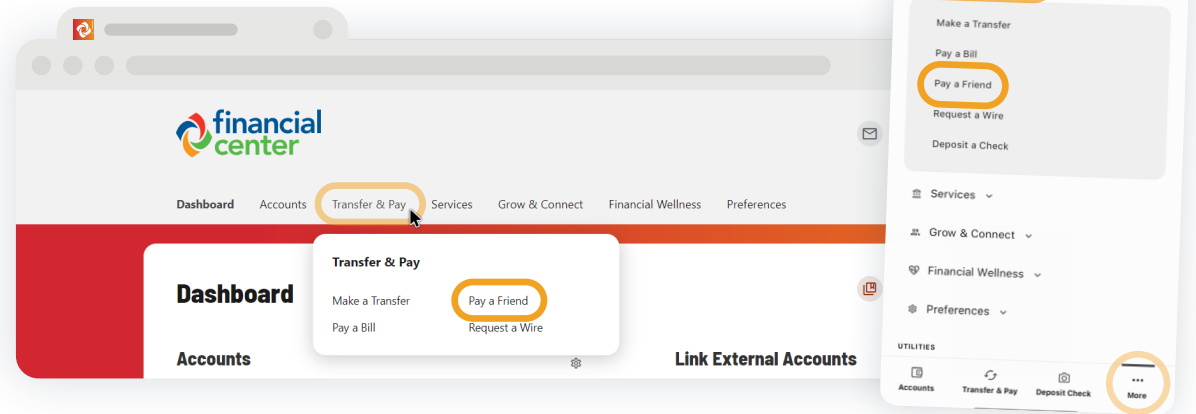 financial
center
Dashboard Accounts Transfer & Pay Services Grow & Connect Financial Wellness Preferences
Transfer & Pay
Make a Transfer Pay a Friend
Pay a Bill Request a Wire
Dashboard
Accounts Link External Accounts
Make a Transfer
Pay a Bill
Pay a Friend
Request a Wire
Deposit a Check
Services
Grow & Connect
Financial Wellness
Preferences
UTILITIES
Accounts Transfer & Pay Deposit Check More